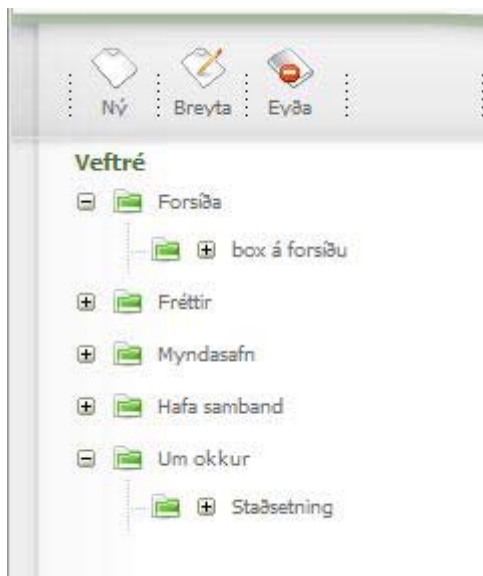 Ný Breyta Eyða
Veftré
Forsíða
box á forsíðu
Fréttir
Myndasafn
Hafa samband
Um okkur
Staðsetning